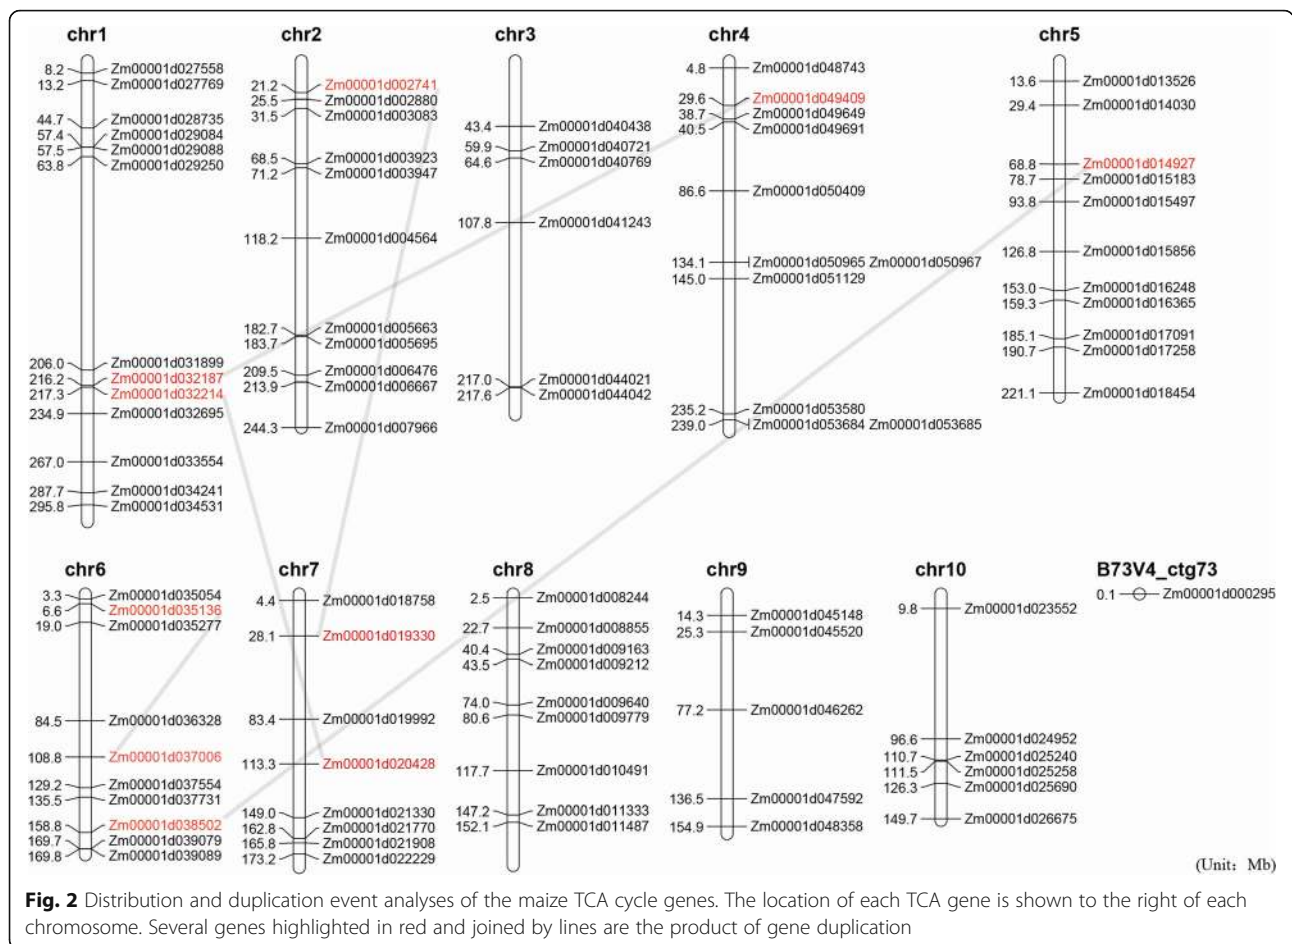 chr1
8.2 Zm00001d027558
13.2 Zm00001d027769
44.7 Zm00001d028735
57.4 Zm00001d029084
57.5 Zm00001d029088
63.8 Zm00001d029250
206.0 Zm00001d031899
216.2 Zm00001d032187
217.3 Zm00001d032214
234.9 Zm00001d032695
267.0 Zm00001d033554
287.7 Zm00001d034241
295.8 Zm00001d034531
chr2
21.2 Zm00001d002741
25.5 Zm00001d002880
31.5 Zm00001d003083
68.5 Zm00001d003923
71.2 Zm00001d003947
118.2 Zm00001d004564
182.7 Zm00001d005663
183.7 Zm00001d005695
209.5 Zm00001d006476
213.9 Zm00001d006667
244.3 Zm00001d007966
chr3
43.4 Zm00001d040438
59.9 Zm00001d040721
64.6 Zm00001d040769
107.8 Zm00001d041243
217.0 Zm00001d044021
217.6 Zm00001d044042
chr4
4.8 Zm00001d048743
29.6 Zm00001d049409
38.7 Zm00001d049649
40.5 Zm00001d049691
86.6 Zm00001d050409
134.1 Zm00001d050965 Zm00001d050967
145.0 Zm00001d051129
235.2 Zm00001d053580
239.0 Zm00001d053684 Zm00001d053685
chr5
13.6 Zm00001d013526
29.4 Zm00001d014030
68.8 Zm00001d014927
78.7 Zm00001d015183
93.8 Zm00001d015497
126.8 Zm00001d015856
153.0 Zm00001d016248
159.3 Zm00001d016365
185.1 Zm00001d017091
190.7 Zm00001d017258
221.1 Zm00001d018454
chr6
3.3 Zm00001d035054
6.6 Zm00001d035136
19.0 Zm00001d035277
84.5 Zm00001d036328
108.8 Zm00001d037006
129.2 Zm00001d037554
135.5 Zm00001d037731
158.8 Zm00001d038502
169.7 Zm00001d039079
169.8 Zm00001d039089
chr7
4.4 Zm00001d018758
28.1 Zm00001d019330
83.4 Zm00001d019992
113.3 Zm00001d020428
149.0 Zm00001d021330
162.8 Zm00001d021770
165.8 Zm00001d021908
173.2 Zm00001d022229
chr8
2.5 Zm00001d008244
22.7 Zm00001d008855
40.4 Zm00001d009163
43.5 Zm00001d009212
74.0 Zm00001d009640
80.6 Zm00001d009779
117.7 Zm00001d010491
147.2 Zm00001d011333
152.1 Zm00001d011487
chr9
14.3 Zm00001d045148
25.3 Zm00001d045520
77.2 Zm00001d046262
136.5 Zm00001d047592
154.9 Zm00001d048358
chr10
9.8 Zm00001d023552
96.6 Zm00001d024952
110.7 Zm00001d025240
111.5 Zm00001d025258
126.3 Zm00001d025690
149.7 Zm00001d026675
B73V4_ctg73
0.1 Zm00001d000295
(Unit: Mb)
Fig. 2 Distribution and duplication event analyses of the maize TCA cycle genes. The location of each TCA gene is shown to the right of each
chromosome. Several genes highlighted in red and joined by lines are the product of gene duplication